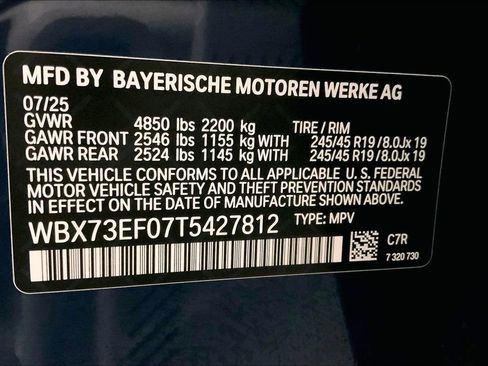 MFD BY BAYERISCHE MOTOREN WERKE AG
07/25
GVWR 4850 lbs 2200 kg TIRE / RIM
GAWR FRONT 2546 lbs 1155 kg WITH 245/45 R19 / 8.0Jx 19
GAWR REAR 2524 lbs 1145 kg WITH 245/45 R19 / 8.0Jx 19
THIS VEHICLE CONFORMS TO ALL APPLICABLE U. S. FEDERAL
MOTOR VEHICLE SAFETY AND THEFT PREVENTION STANDARDS
IN EFFECT ON THE DATE OF MANUFACTURE SHOWN ABOVE.
WBX73EF07T5427812 TYPE: MPV
C7R
7 320 730